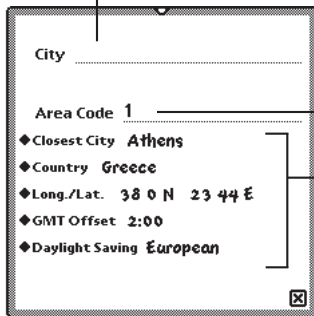 City
Area Code 1
◆Closest City Athens
◆Country Greece
◆Long./Lat. 38 0 N 23 44 E
◆GMT Offset 2:00
◆Daylight Saving European